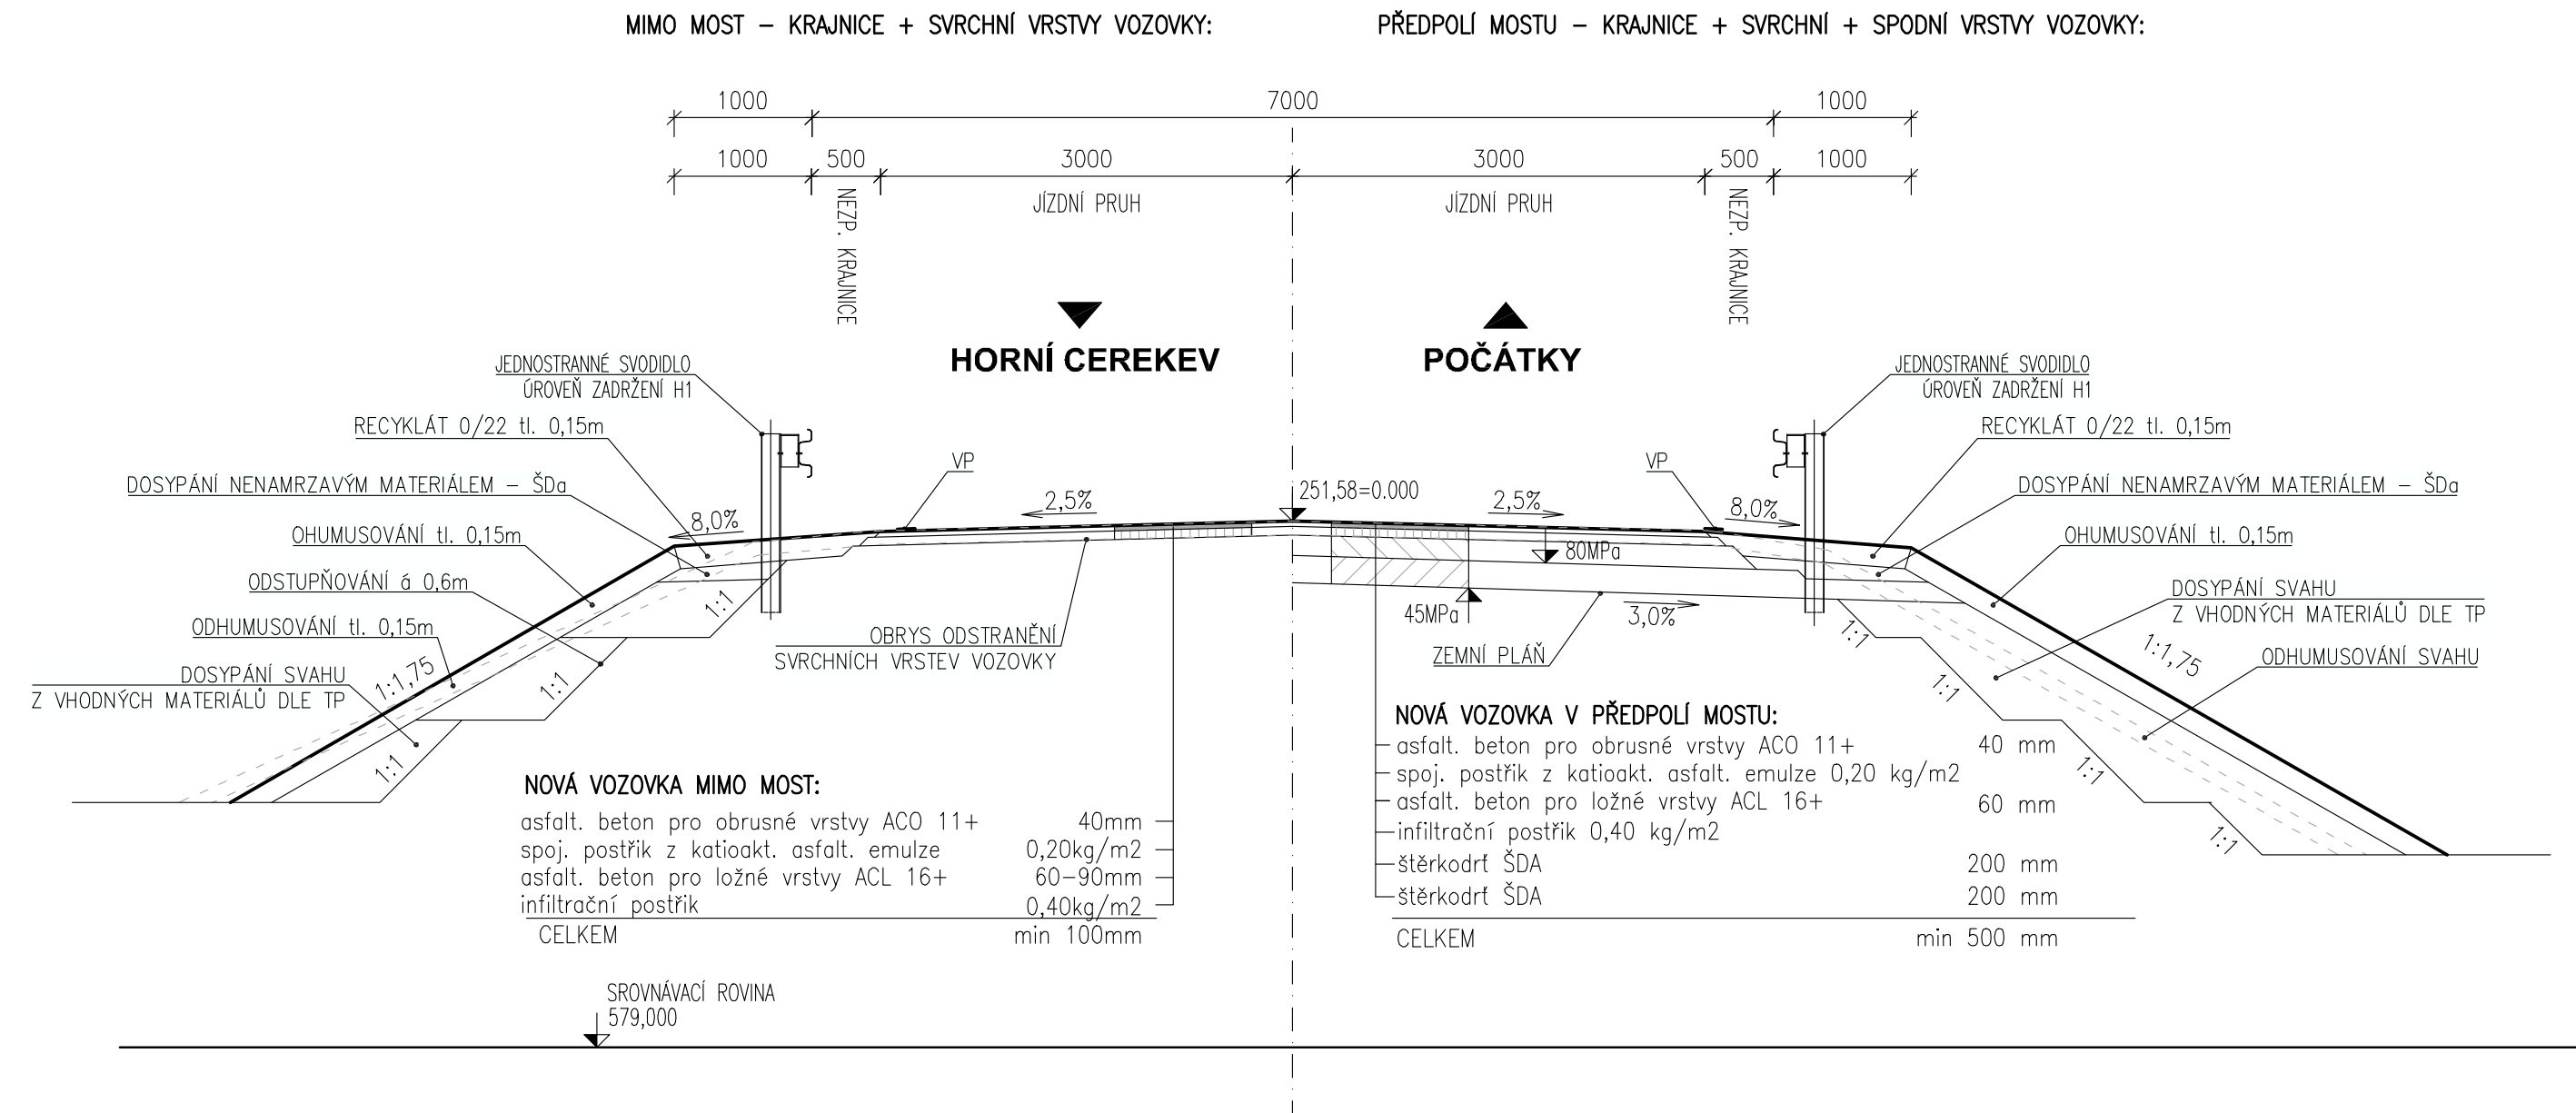 MIMO MOST – KRAJNICE + SVRCHNÍ VRSTVY VOZOVKY:
PŘEDPOLÍ MOSTU – KRAJNICE + SVRCHNÍ + SPODNÍ VRSTVY VOZOVKY:
1000
7000
1000
1000
500
3000
3000
500
1000
NEZP. KRAJNICE
JÍZDNÍ PRUH
JÍZDNÍ PRUH
NEZP. KRAJNICE
HORNÍ CEREKEV
POČÁTKY
JEDNOSTRANNÉ SVODIDLO
ÚROVEŇ ZADRŽENÍ H1
RECYKLÁT 0/22 tl. 0,15m
DOSYPÁNÍ NENAMRZAVÝM MATERIÁLEM – ŠDa
OHUMUSOVÁNÍ tl. 0,15m
ODSTUPŇOVÁNÍ á 0,6m
ODHUMUSOVÁNÍ tl. 0,15m
DOSYPÁNÍ SVAHU
Z VHODNÝCH MATERIÁLŮ DLE TP
1:1,75
1:1
1:1
1:1
8,0%
VP
2,5%
251,58=0.000
2,5%
VP
8,0%
80MPa
45MPa
3,0%
OBRYS ODSTRANĚNÍ
SVRCHNÍCH VRSTEV VOZOVKY
ZEMNÍ PLÁŇ
JEDNOSTRANNÉ SVODIDLO
ÚROVEŇ ZADRŽENÍ H1
RECYKLÁT 0/22 tl. 0,15m
DOSYPÁNÍ NENAMRZAVÝM MATERIÁLEM – ŠDa
OHUMUSOVÁNÍ tl. 0,15m
DOSYPÁNÍ SVAHU
Z VHODNÝCH MATERIÁLŮ DLE TP
ODHUMUSOVÁNÍ SVAHU
1:1,75
1:1
1:1
1:1
1:1
NOVÁ VOZOVKA MIMO MOST:
asfalt. beton pro obrusné vrstvy ACO 11+ 40mm
spoj. postřik z katioakt. asfalt. emulze 0,20kg/m2
asfalt. beton pro ložné vrstvy ACL 16+ 60–90mm
infiltrační postřik 0,40kg/m2
CELKEM min 100mm
NOVÁ VOZOVKA V PŘEDPOLÍ MOSTU:
asfalt. beton pro obrusné vrstvy ACO 11+ 40 mm
spoj. postřik z katioakt. asfalt. emulze 0,20 kg/m2
asfalt. beton pro ložné vrstvy ACL 16+ 60 mm
infiltrační postřik 0,40 kg/m2
štěrkodrť ŠDA 200 mm
štěrkodrť ŠDA 200 mm
CELKEM min 500 mm
SROVNÁVACÍ ROVINA
579,000